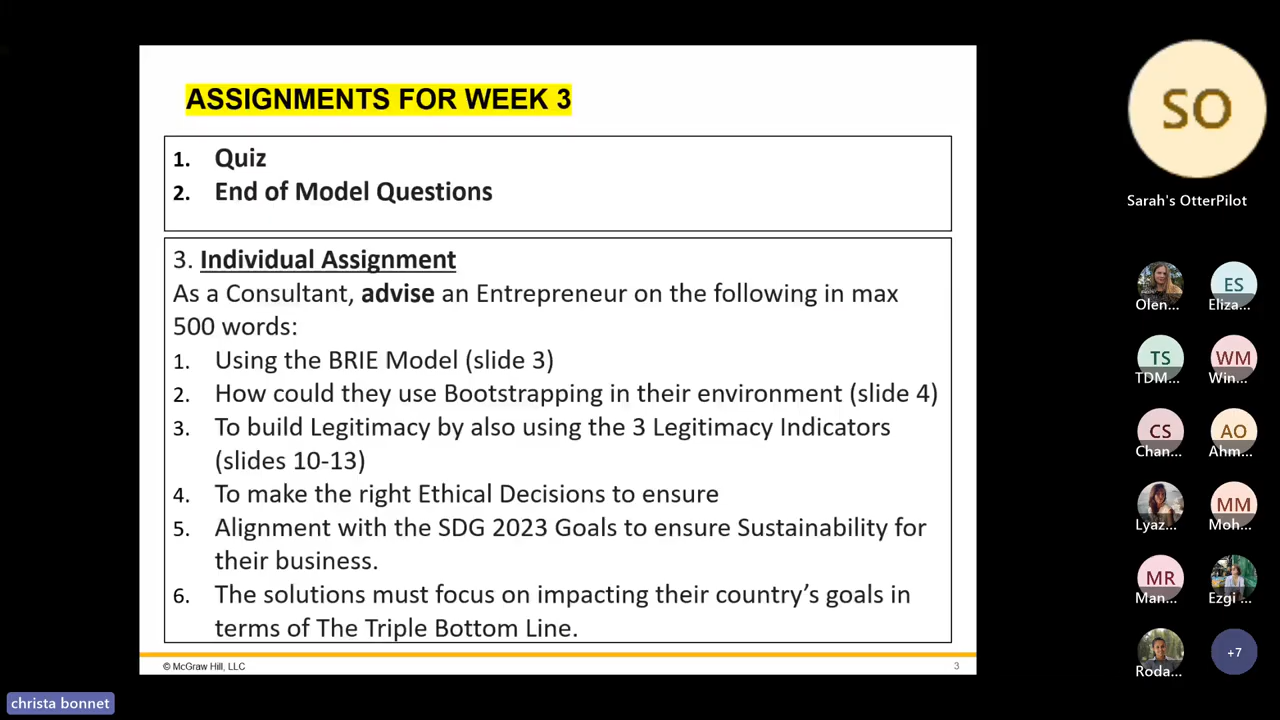 ASSIGNMENTS FOR WEEK 3
1. Quiz
2. End of Model Questions
3. Individual Assignment
As a Consultant, advise an Entrepreneur on the following in max
500 words:
1. Using the BRIE Model (slide 3)
2. How could they use Bootstrapping in their environment (slide 4)
3. To build Legitimacy by also using the 3 Legitimacy Indicators
(slides 10-13)
4. To make the right Ethical Decisions to ensure
5. Alignment with the SDG 2023 Goals to ensure Sustainability for
their business.
6. The solutions must focus on impacting their country's goals in
terms of The Triple Bottom Line.
© McGraw Hill, LLC
3
SO
Sarah's OtterPilot
ES
Olen...
Eliza...
TS
WM
TDM...
Win...
CS
AO
Chan...
Ahm...
MM
Lyaz...
Moh...
MR
Man...
Ezgi ...
+7
Roda...
christa bonnet